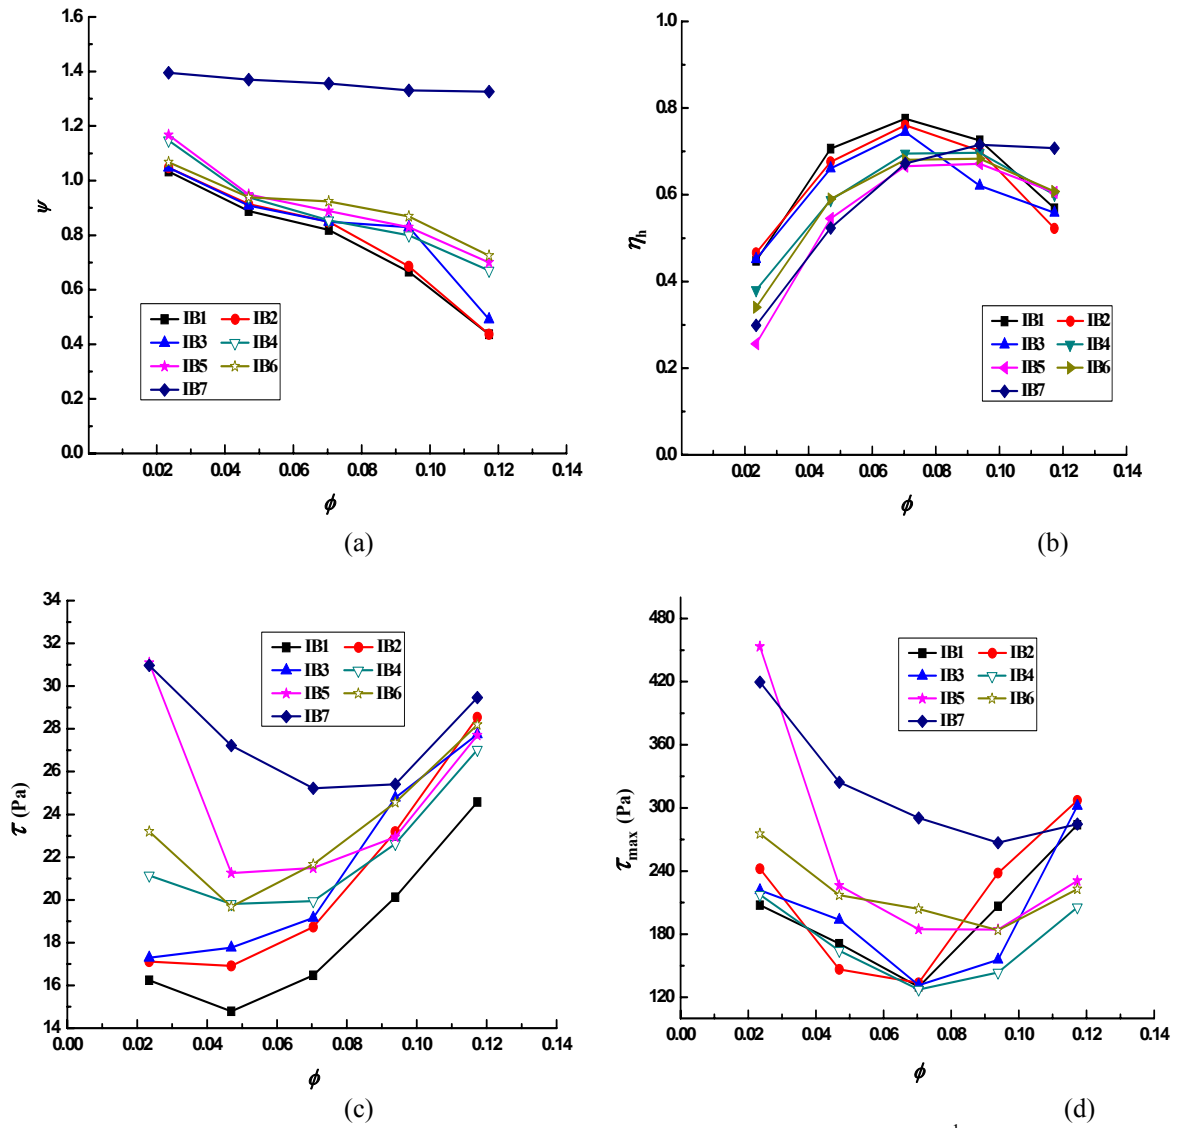 1.6
1.4
1.2
1.0
0.8
0.6
0.4
0.2
0.0
ψ
0.02 0.04 0.06 0.08 0.10 0.12 0.14
ϕ
IB1 IB2
IB3 IB4
IB5 IB6
IB7
(a)
1.0
0.8
0.6
0.4
0.2
0.0
ηh
0.02 0.04 0.06 0.08 0.10 0.12 0.14
ϕ
IB1 IB2
IB3 IB4
IB5 IB6
IB7
(b)
34
32
30
28
26
24
22
20
18
16
14
τ (Pa)
0.00 0.02 0.04 0.06 0.08 0.10 0.12 0.14
ϕ
IB1 IB2
IB3 IB4
IB5 IB6
IB7
(c)
480
420
360
300
240
180
120
τmax (Pa)
0.00 0.02 0.04 0.06 0.08 0.10 0.12 0.14
ϕ
IB1 IB2
IB3 IB4
IB5 IB6
IB7
(d)